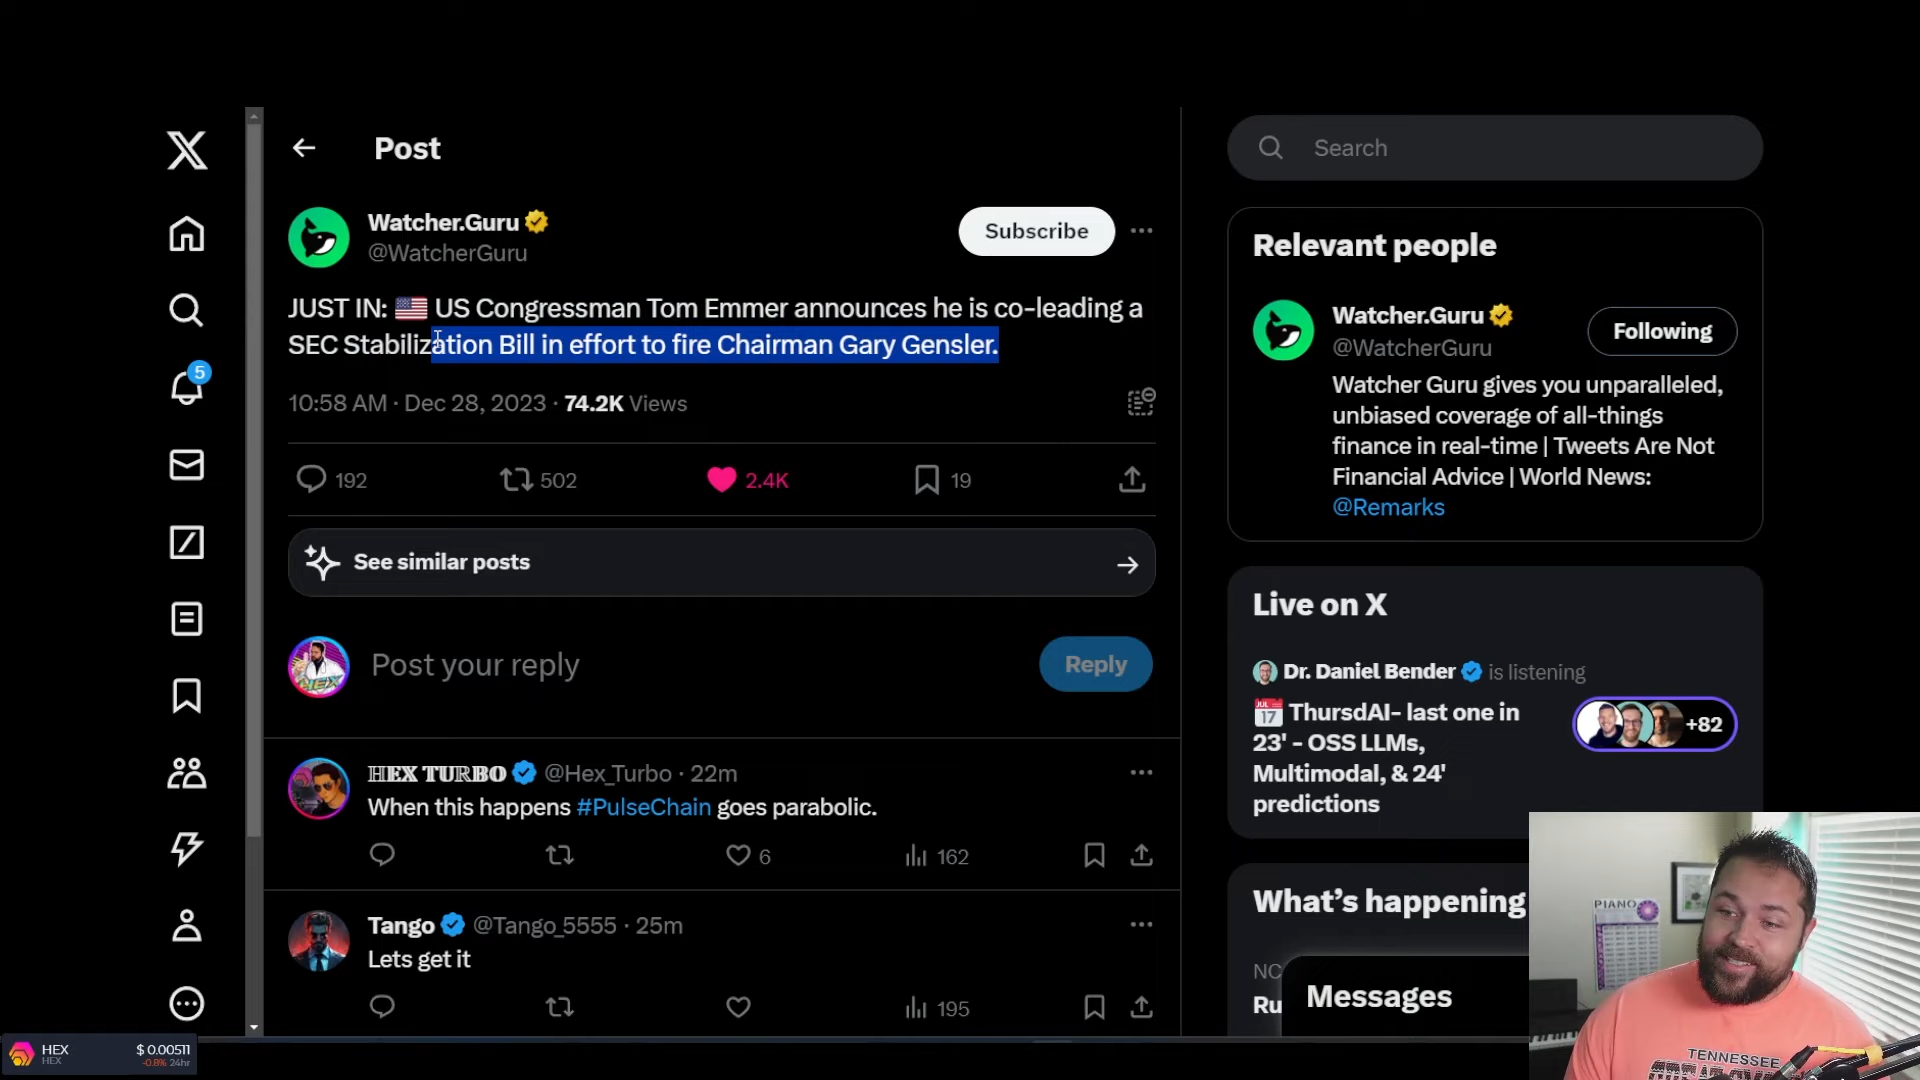 Post
Search
Watcher.Guru
@WatcherGuru
Subscribe
JUST IN: 🇺🇸 US Congressman Tom Emmer announces he is co-leading a
SEC Stabilization Bill in effort to fire Chairman Gary Gensler.
10:58 AM · Dec 28, 2023 · 74.2K Views
192
502
2.4K
19
See similar posts
Post your reply
Reply
HEX TURBO @Hex_Turbo · 22m
When this happens #PulseChain goes parabolic.
6
162
Tango @Tango_5555 · 25m
Lets get it
195
5
Relevant people
Watcher.Guru
@WatcherGuru
Following
Watcher Guru gives you unparalleled,
unbiased coverage of all-things
finance in real-time | Tweets Are Not
Financial Advice | World News:
@Remarks
Live on X
Dr. Daniel Bender is listening
JUL 17 ThursdAI- last one in
23' - OSS LLMs,
Multimodal, & 24'
predictions
+82
What's happening
NC
Ru
Messages
HEX
HEX
$ 0.00511
-0.8% 24hr
PIANO
TENNESSEE